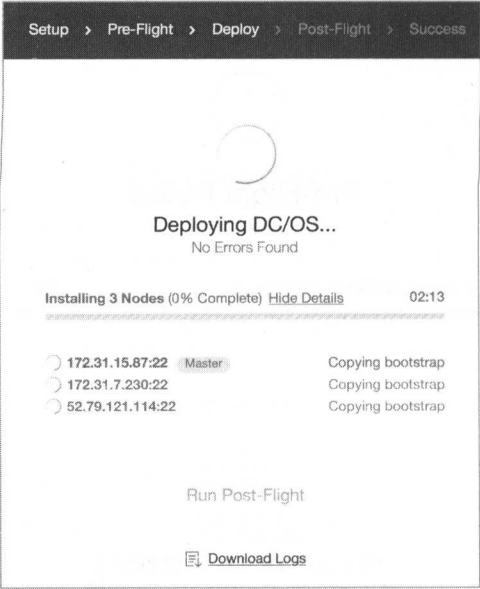 Setup > Pre-Flight > Deploy > Post-Flight > Success
Deploying DC/OS...
No Errors Found
Installing 3 Nodes (0% Complete) Hide Details 02:13
172.31.15.87:22 Master Copying bootstrap
172.31.7.230:22 Copying bootstrap
52.79.121.114:22 Copying bootstrap
Run Post-Flight
Download Logs